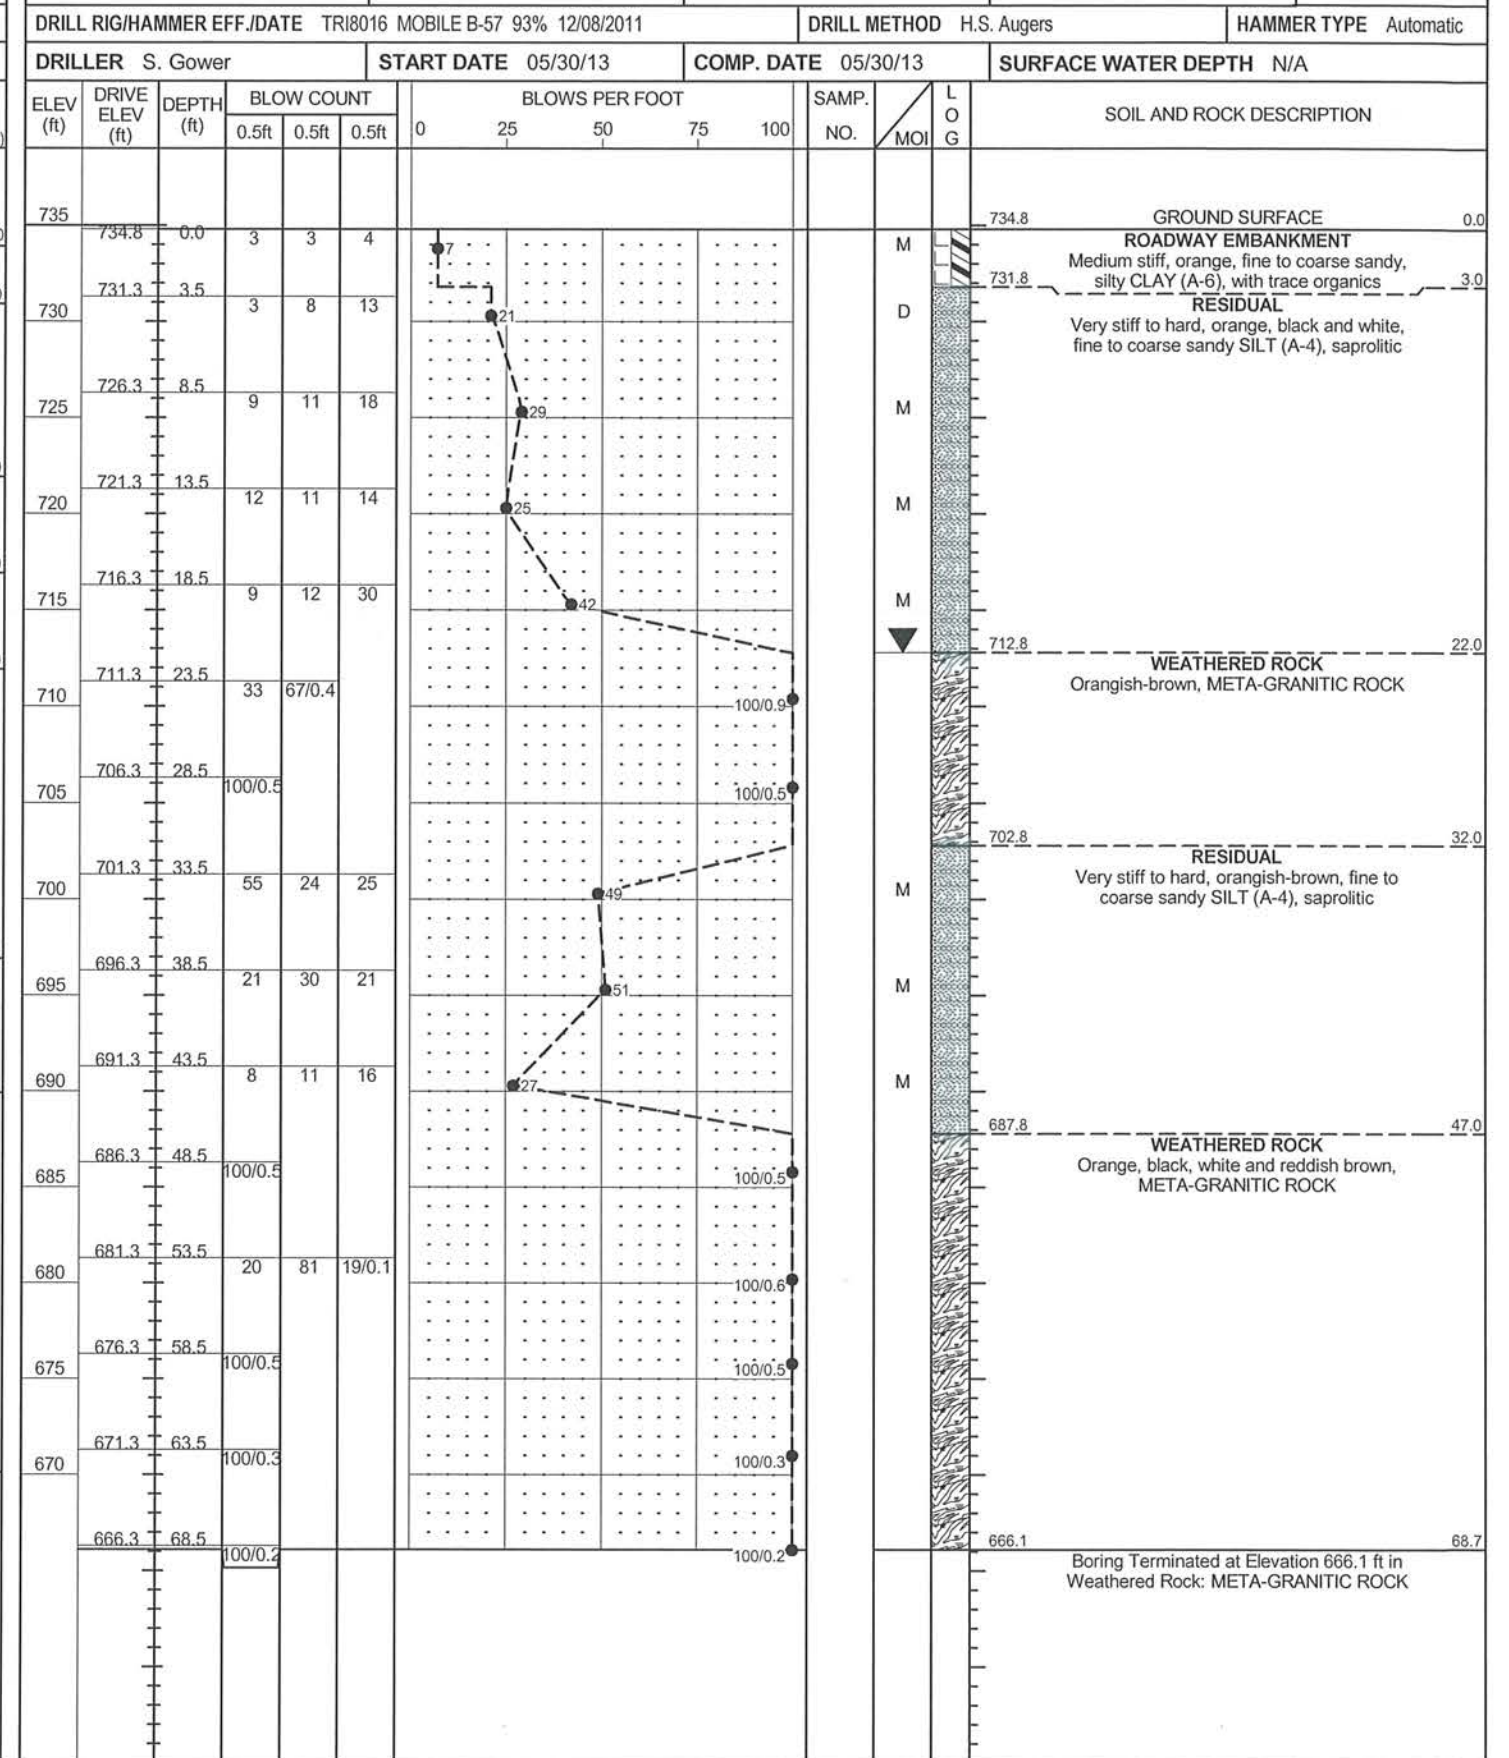 DRILL RIG/HAMMER EFF./DATE TRI8016 MOBILE B-57 93% 12/08/2011 DRILL METHOD H.S. Augers HAMMER TYPE Automatic
DRILLER S. Gower START DATE 05/30/13 COMP. DATE 05/30/13 SURFACE WATER DEPTH N/A
ELEV (ft) DRIVE ELEV (ft) DEPTH (ft) BLOW COUNT BLOWS PER FOOT SAMP. NO. MOI LOG SOIL AND ROCK DESCRIPTION
0.5ft 0.5ft 0.5ft 0 25 50 75 100
735 734.8 GROUND SURFACE 0.0
734.8 0.0 3 3 4 7 M ROADWAY EMBANKMENT
Medium stiff, orange, fine to coarse sandy,
731.8 silty CLAY (A-6), with trace organics 3.0
731.3 3.5 3 8 13 21 D RESIDUAL
730 Very stiff to hard, orange, black and white,
fine to coarse sandy SILT (A-4), saprolitic
726.3 8.5 9 11 18 29 M
725
721.3 13.5 12 11 14 25 M
720
716.3 18.5 9 12 30 42 M
715
712.8 22.0
WEATHERED ROCK
711.3 23.5 33 67/0.4 100/0.9 Orangish-brown, META-GRANITIC ROCK
710
706.3 28.5 100/0.5 100/0.5
705
702.8 32.0
RESIDUAL
701.3 33.5 55 24 25 49 M Very stiff to hard, orangish-brown, fine to
700 coarse sandy SILT (A-4), saprolitic
696.3 38.5 21 30 21 51 M
695
691.3 43.5 8 11 16 27 M
690
687.8 47.0
WEATHERED ROCK
686.3 48.5 100/0.5 100/0.5 Orange, black, white and reddish brown,
685 META-GRANITIC ROCK
681.3 53.5 20 81 19/0.1 100/0.6
680
676.3 58.5 100/0.5 100/0.5
675
671.3 63.5 100/0.3 100/0.3
670
666.3 68.5 100/0.2 100/0.2 666.1 68.7
Boring Terminated at Elevation 666.1 ft in
Weathered Rock: META-GRANITIC ROCK